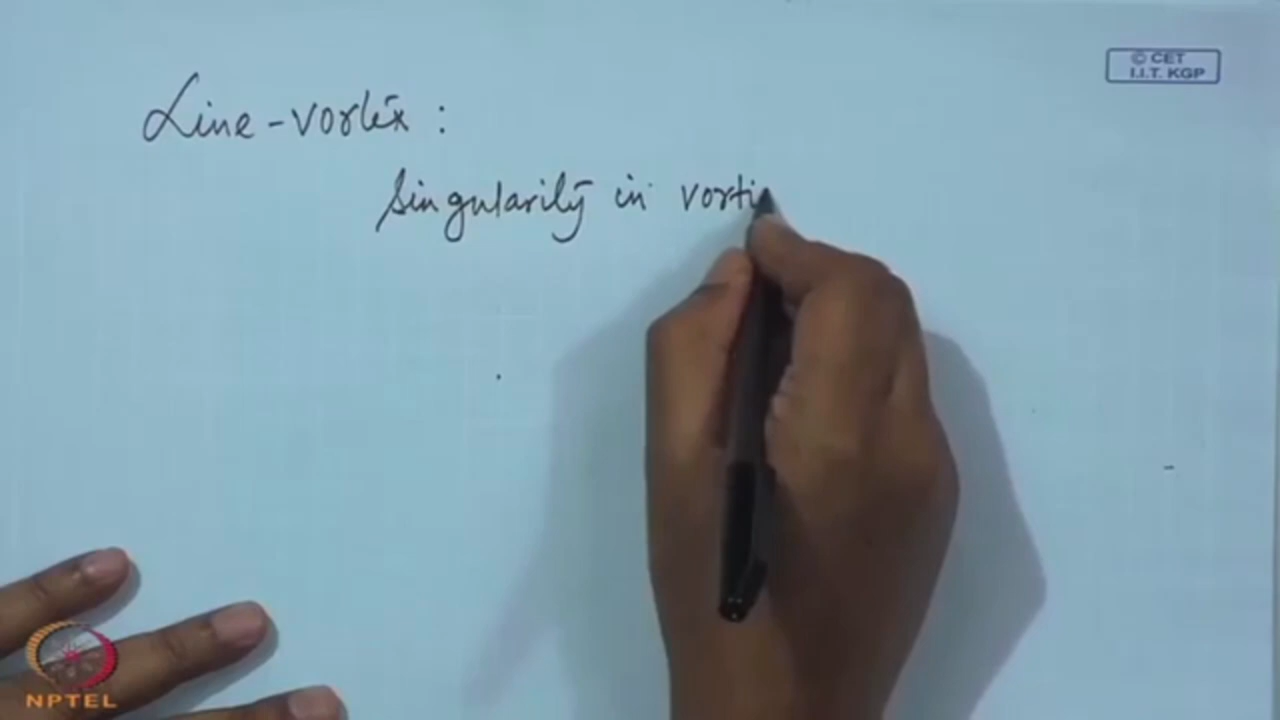 © CET
I.I.T. KGP
Line-vortex :
Singularity in vorti
NPTEL